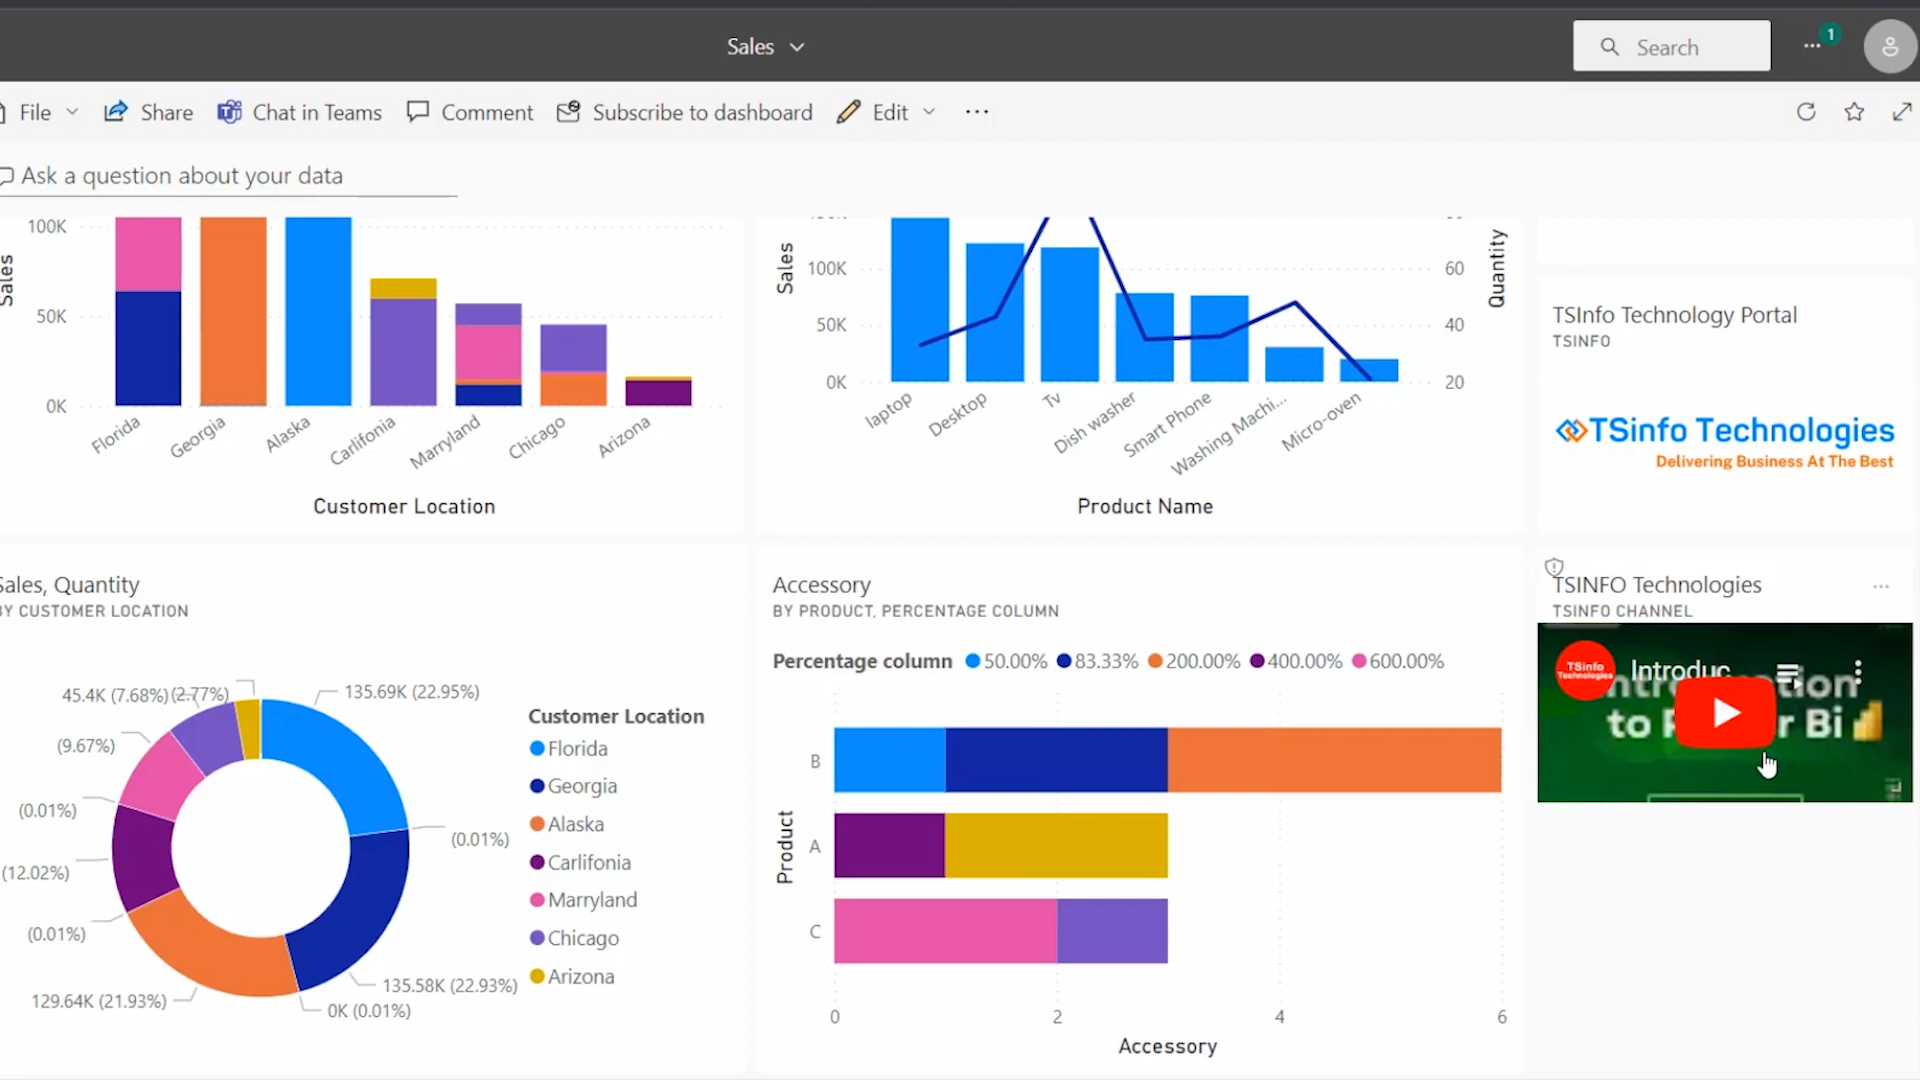 Sales
Search
1
File
Share
Chat in Teams
Comment
Subscribe to dashboard
Edit
Ask a question about your data
100K
50K
0K
Sales
Florida
Georgia
Alaska
Carlifonia
Marryland
Chicago
Arizona
Customer Location
Sales
100K
50K
0K
60
40
20
Quantity
laptop
Desktop
Tv
Dish washer
Smart Phone
Washing Machi...
Micro-oven
Product Name
TSInfo Technology Portal
TSINFO
TSinfo Technologies
Delivering Business At The Best
Sales, Quantity
BY CUSTOMER LOCATION
45.4K (7.68%)
(2.77%)
135.69K (22.95%)
(9.67%)
(0.01%)
(0.01%)
(12.02%)
(0.01%)
135.58K (22.93%)
129.64K (21.93%)
0K (0.01%)
Customer Location
Florida
Georgia
Alaska
Carlifonia
Marryland
Chicago
Arizona
Accessory
BY PRODUCT, PERCENTAGE COLUMN
Percentage column 50.00% 83.33% 200.00% 400.00% 600.00%
Product
B
A
C
0 2 4 6
Accessory
TSINFO Technologies
TSINFO CHANNEL
TSinfo
Technologies
Introduc
to
r Bi